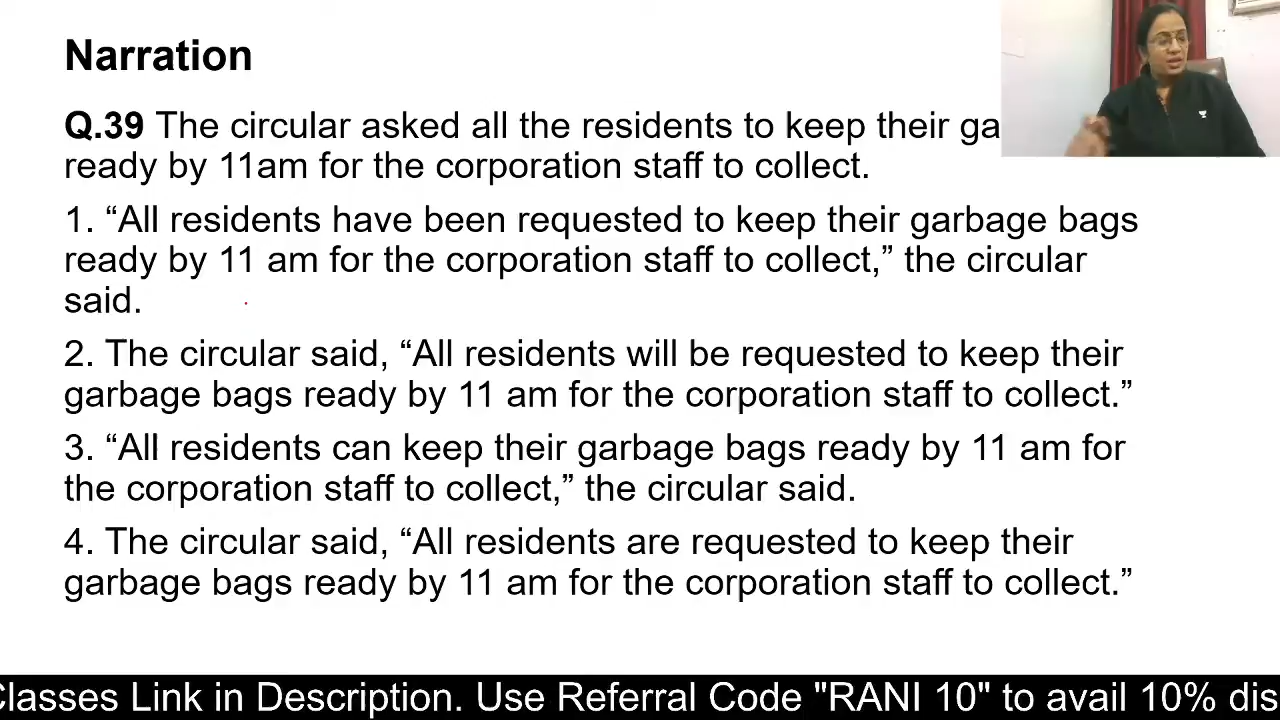 Narration
Q.39 The circular asked all the residents to keep their
ready by 11am for the corporation staff to collect.
1. “All residents have been requested to keep their garbage bags
ready by 11 am for the corporation staff to collect,” the circular
said.
2. The circular said, “All residents will be requested to keep their
garbage bags ready by 11 am for the corporation staff to collect.”
3. “All residents can keep their garbage bags ready by 11 am for
the corporation staff to collect,” the circular said.
4. The circular said, “All residents are requested to keep their
garbage bags ready by 11 am for the corporation staff to collect.”
Classes Link in Description. Use Referral Code "RANI 10" to avail 10%